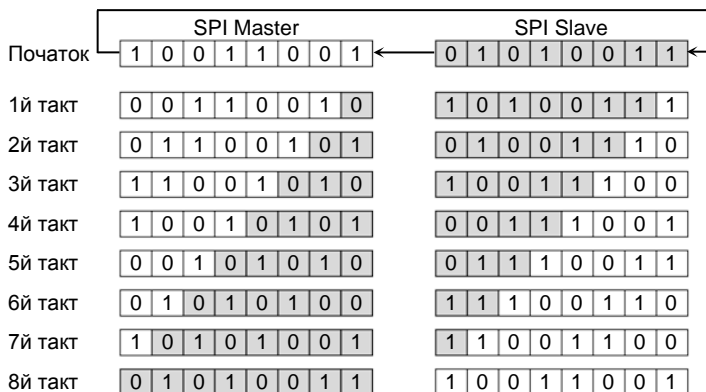 SPI Master SPI Slave
Початок 1 0 0 1 1 0 0 1 0 1 0 1 0 0 1 1
1й такт 0 0 1 1 0 0 1 0 1 0 1 0 0 1 1 1
2й такт 0 1 1 0 0 1 0 1 0 1 0 0 1 1 1 0
3й такт 1 1 0 0 1 0 1 0 1 0 0 1 1 1 0 0
4й такт 1 0 0 1 0 1 0 1 0 0 1 1 1 0 0 1
5й такт 0 0 1 0 1 0 1 0 0 1 1 1 0 0 1 1
6й такт 0 1 0 1 0 1 0 0 1 1 1 0 0 1 1 0
7й такт 1 0 1 0 1 0 0 1 1 1 0 0 1 1 0 0
8й такт 0 1 0 1 0 0 1 1 1 0 0 1 1 0 0 1